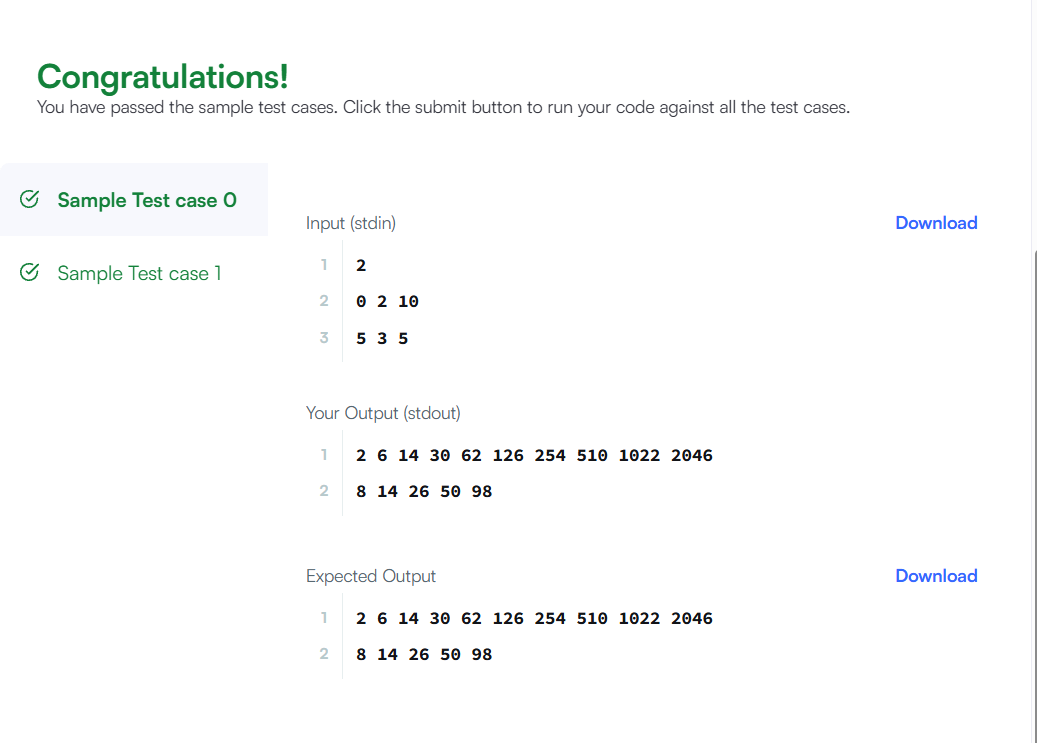 Congratulations!
You have passed the sample test cases. Click the submit button to run your code against all the test cases.
Sample Test case 0
Sample Test case 1
Input (stdin)
Download
1 2
2 0 2 10
3 5 3 5
Your Output (stdout)
1 2 6 14 30 62 126 254 510 1022 2046
2 8 14 26 50 98
Expected Output
Download
1 2 6 14 30 62 126 254 510 1022 2046
2 8 14 26 50 98